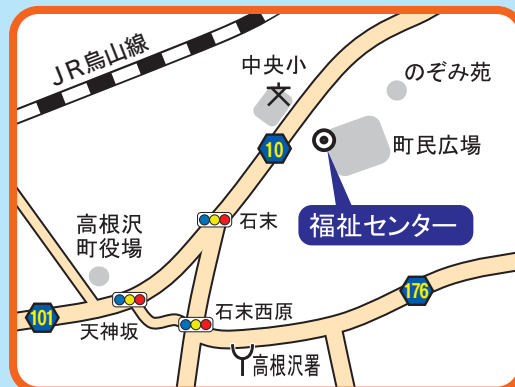 JR烏山線
中央小
のぞみ苑
10
町民広場
石末
福祉センター
高根沢
町役場
176
101
天神坂
石末西原
高根沢署